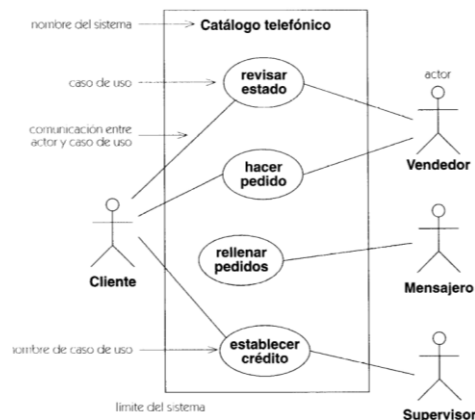 nombre del sistema
Catálogo telefónico
caso de uso
revisar
estado
actor
comunicación entre
actor y caso de uso
Vendedor
hacer
pedido
Cliente
rellenar
pedidos
Mensajero
nombre de caso de uso
establecer
crédito
límite del sistema
Supervisor